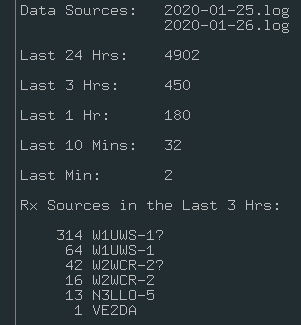 Data Sources: 2020-01-25.log
2020-01-26.log
Last 24 Hrs: 4902
Last 3 Hrs: 450
Last 1 Hr: 180
Last 10 Mins: 32
Last Min: 2
Rx Sources in the Last 3 Hrs:
314 W1UWS-1?
64 W1UWS-1
42 W2WCR-2?
16 W2WCR-2
13 N3LLO-5
1 VE2DA